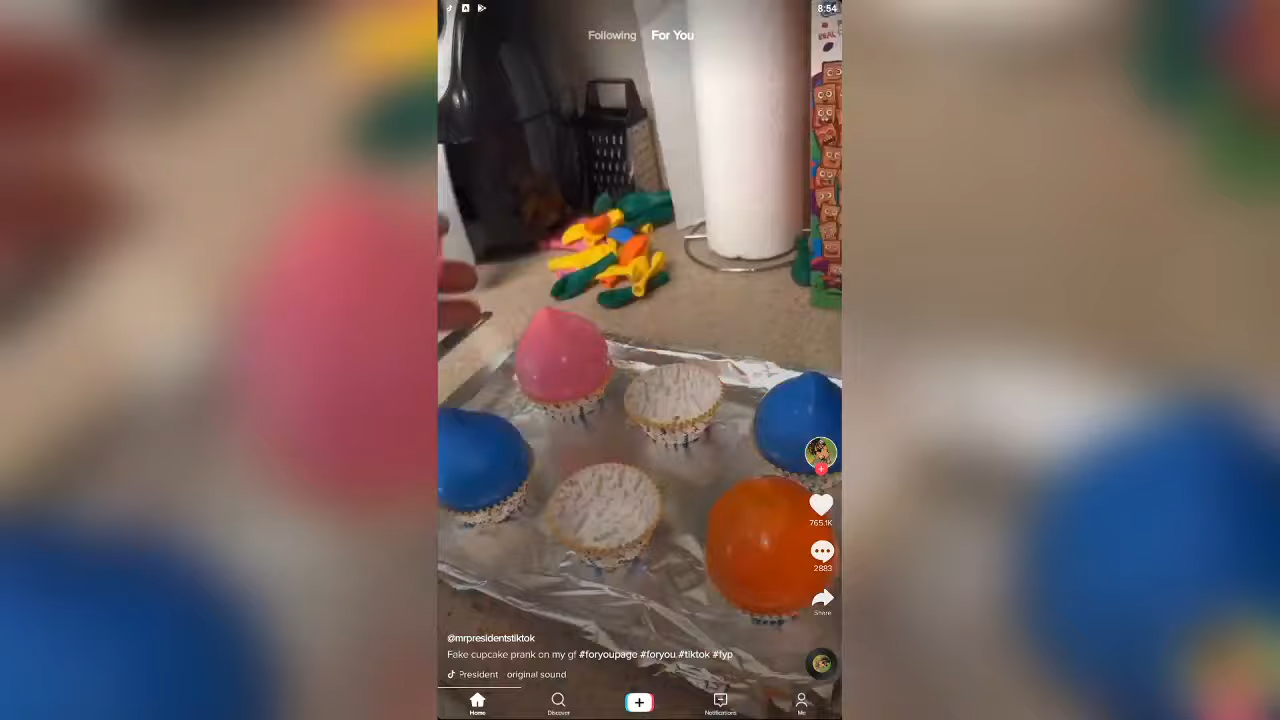 8:54
Following For You
765.1K
2883
Share
@mrpresidentstiktok
Fake cupcake prank on my gf #foryoupage #foryou #tiktok #fyp
President original sound
Home Discover Notifications Me